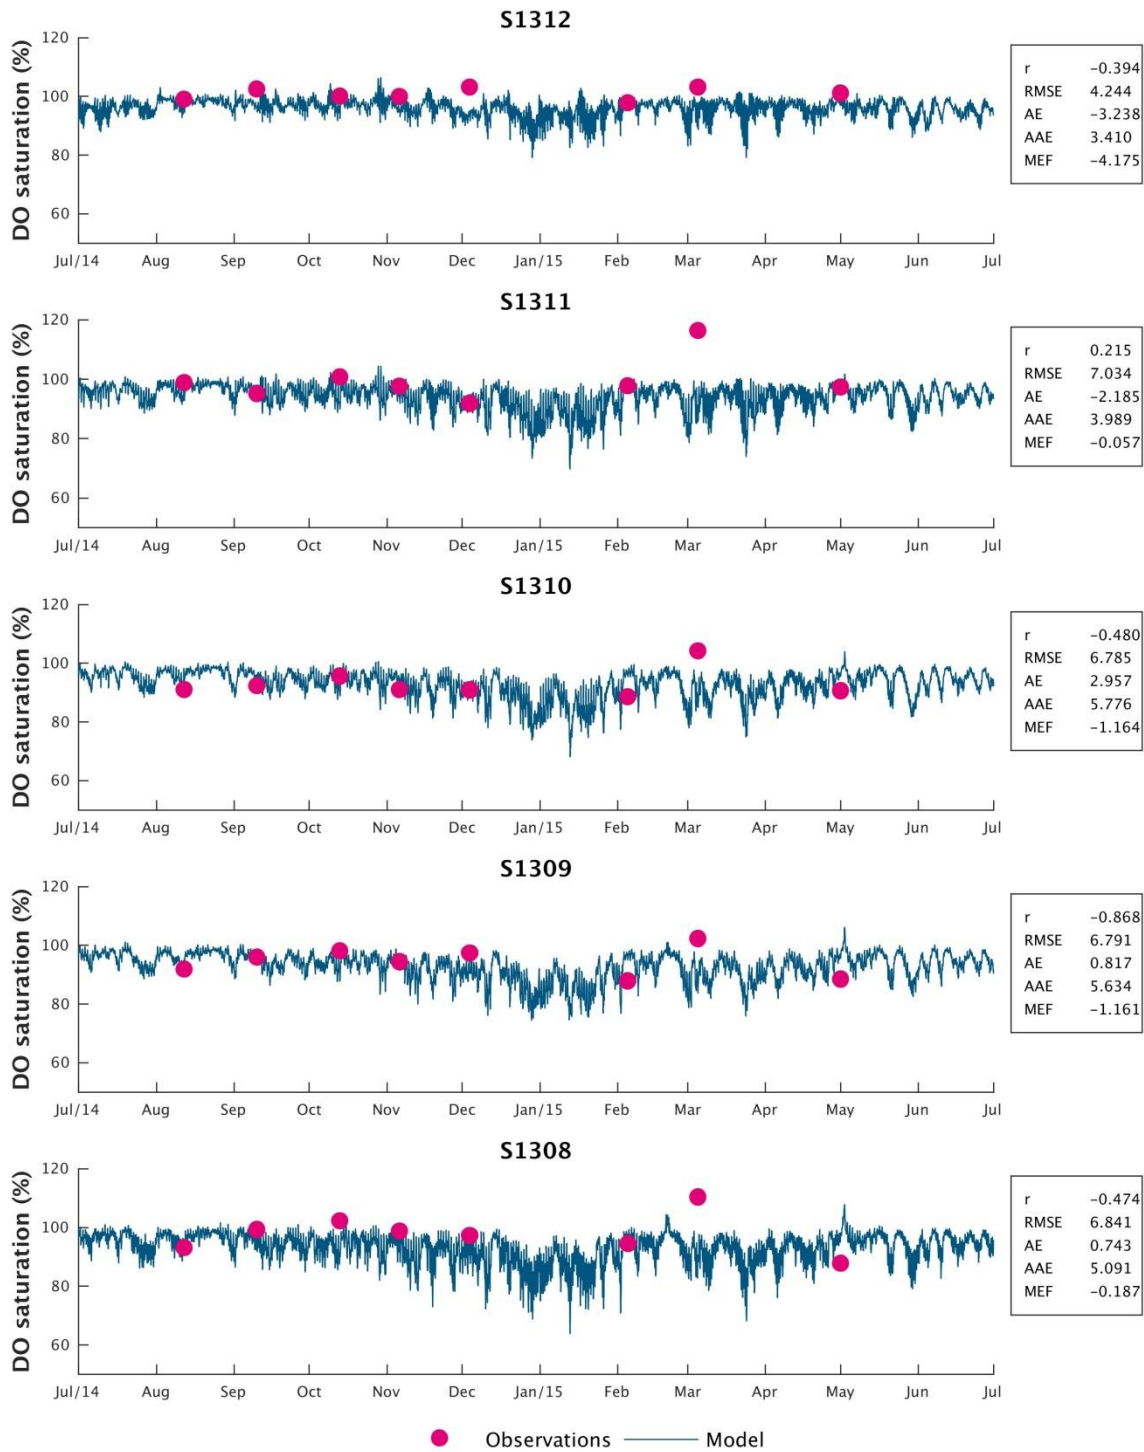 S1312
DO saturation (%)
120
100
80
60
Jul/14 Aug Sep Oct Nov Dec Jan/15 Feb Mar Apr May Jun Jul
r −0.394
RMSE 4.244
AE −3.238
AAE 3.410
MEF −4.175
S1311
DO saturation (%)
120
100
80
60
Jul/14 Aug Sep Oct Nov Dec Jan/15 Feb Mar Apr May Jun Jul
r 0.215
RMSE 7.034
AE −2.185
AAE 3.989
MEF −0.057
S1310
DO saturation (%)
120
100
80
60
Jul/14 Aug Sep Oct Nov Dec Jan/15 Feb Mar Apr May Jun Jul
r −0.480
RMSE 6.785
AE 2.957
AAE 5.776
MEF −1.164
S1309
DO saturation (%)
120
100
80
60
Jul/14 Aug Sep Oct Nov Dec Jan/15 Feb Mar Apr May Jun Jul
r −0.868
RMSE 6.791
AE 0.817
AAE 5.634
MEF −1.161
S1308
DO saturation (%)
120
100
80
60
Jul/14 Aug Sep Oct Nov Dec Jan/15 Feb Mar Apr May Jun Jul
r −0.474
RMSE 6.841
AE 0.743
AAE 5.091
MEF −0.187
Observations Model